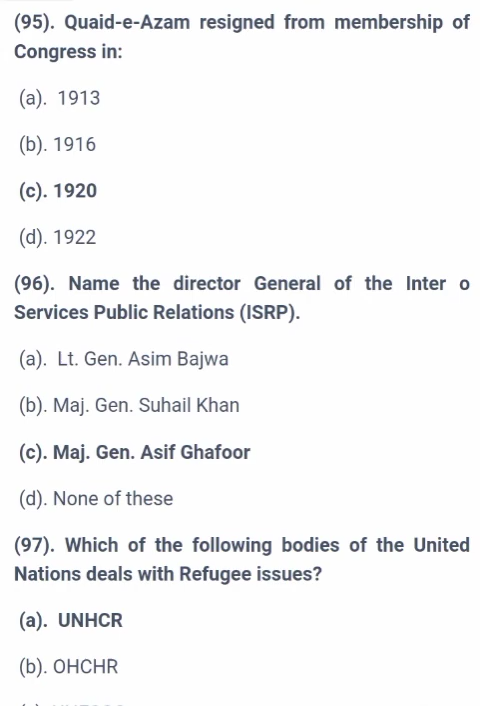 (95). Quaid-e-Azam resigned from membership of
Congress in:
(a). 1913
(b). 1916
(c). 1920
(d). 1922
(96). Name the director General of the Inter o
Services Public Relations (ISRP).
(a). Lt. Gen. Asim Bajwa
(b). Maj. Gen. Suhail Khan
(c). Maj. Gen. Asif Ghafoor
(d). None of these
(97). Which of the following bodies of the United
Nations deals with Refugee issues?
(a). UNHCR
(b). OHCHR